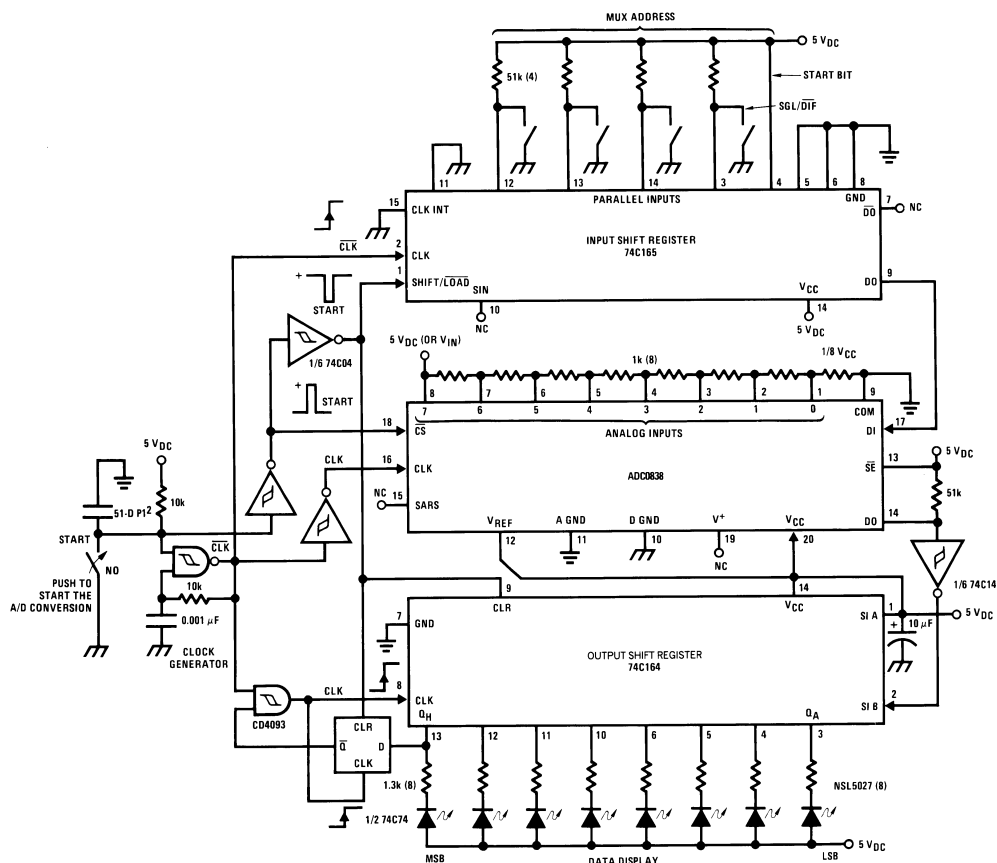 MUX ADDRESS
5 VDC
51k (4)
START BIT
SGL/DIF
11
12
13
14
3
4
5
6
8
GND
15
CLK INT
PARALLEL INPUTS
7
DO
NC
CLK
2
CLK
INPUT SHIFT REGISTER
74C165
1
SHIFT/LOAD
+
START
SIN
VCC
9
DO
10
NC
14
5 VDC
1/6 74C04
5 VDC (OR VIN)
1k (8)
1/8 VCC
START
8
7
6
5
4
3
2
1
9
7
6
5
4
3
2
1
0
COM
18
CS
ANALOG INPUTS
DI
17
5 VDC
CLK
16
CLK
ADC0838
SE
13
5 VDC
51k
10k
NC
15
SARS
DO
14
51-D P1²
VREF
A GND
D GND
V+
VCC
START
CLK
12
11
10
19
NC
20
NO
PUSH TO
START THE
A/D CONVERSION
10k
1/6 74C14
0.001 µF
CLOCK
GENERATOR
9
CLR
14
VCC
7
GND
SI A
1
5 VDC
+
10 µF
OUTPUT SHIFT REGISTER
74C164
CLK
8
CLK
SI B
2
CD4093
QH
QA
CLR
Q
D
CLK
13
12
11
10
6
5
4
3
1.3k (8)
NSL5027 (8)
1/2 74C74
5 VDC
MSB
DATA DISPLAY
LSB